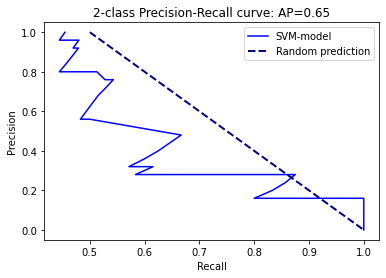 2-class Precision-Recall curve: AP=0.65
SVM-model
Random prediction
1.0
0.8
0.6
0.4
0.2
0.0
Precision
0.5 0.6 0.7 0.8 0.9 1.0
Recall